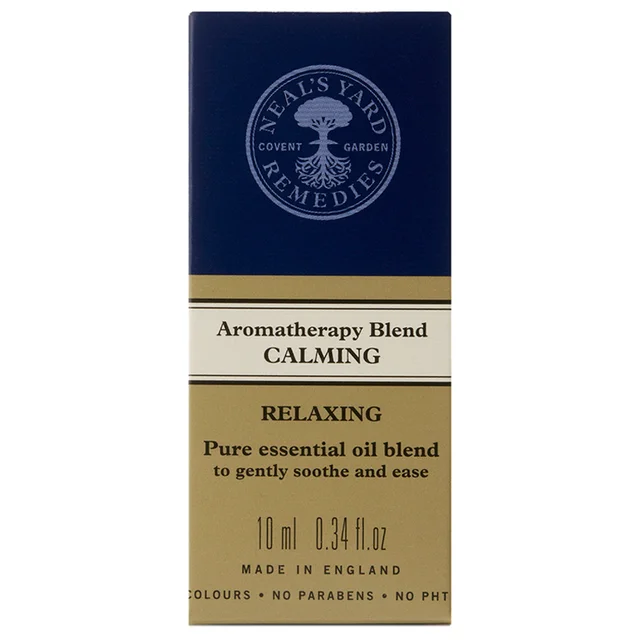 NEAL'S YARD
COVENT GARDEN
REMEDIES
Aromatherapy Blend
CALMING
RELAXING
Pure essential oil blend
to gently soothe and ease
10 ml 0.34 fl.oz
MADE IN ENGLAND
COLOURS • NO PARABENS • NO PHT